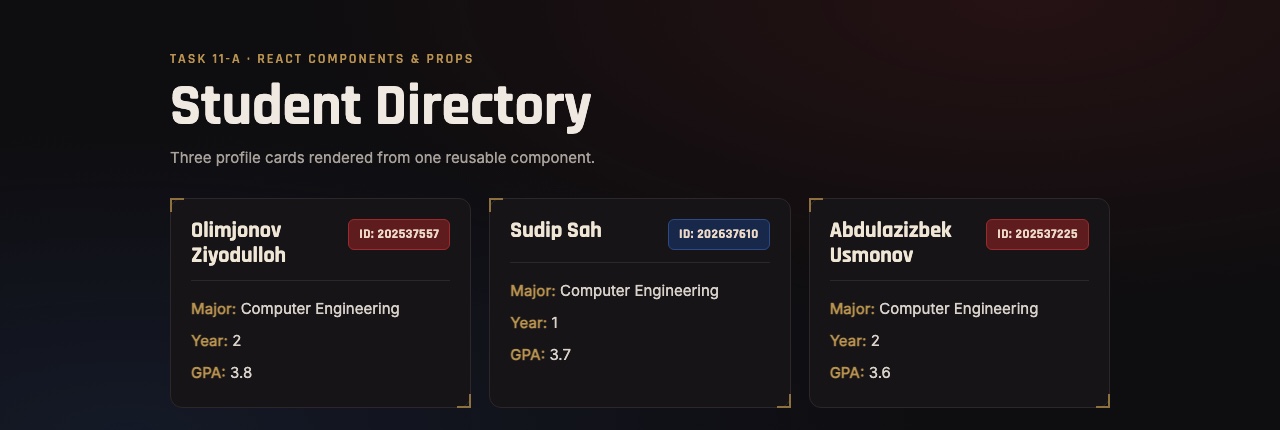 TASK 11-A · REACT COMPONENTS & PROPS
Student Directory
Three profile cards rendered from one reusable component.
Olimjonov
Ziyodulloh
ID: 202537557
Major: Computer Engineering
Year: 2
GPA: 3.8
Sudip Sah
ID: 202637610
Major: Computer Engineering
Year: 1
GPA: 3.7
Abdulazizbek
Usmonov
ID: 202537225
Major: Computer Engineering
Year: 2
GPA: 3.6